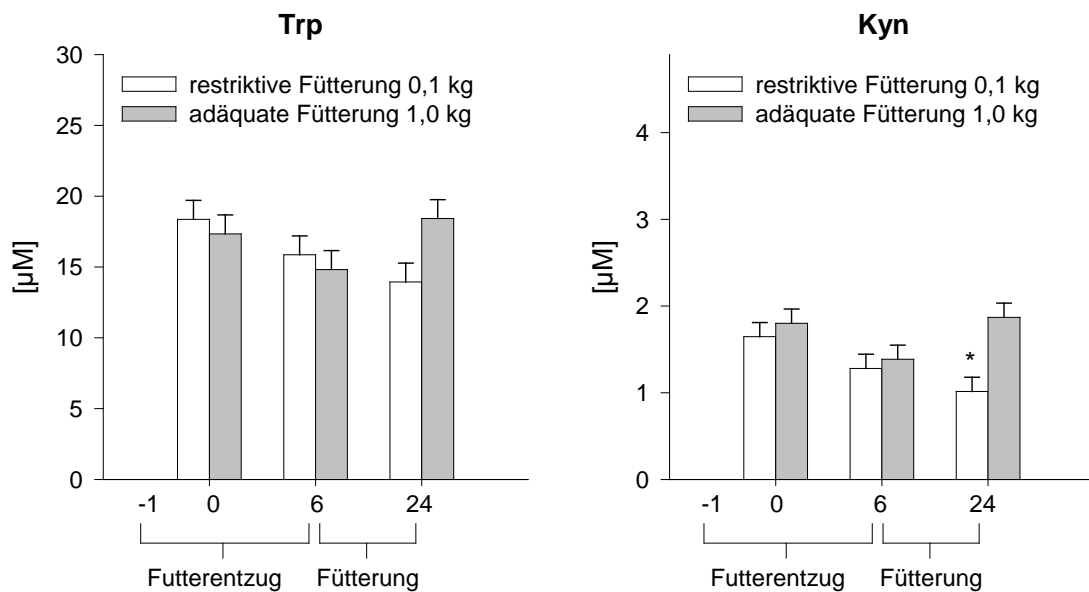 Trp
30
25
20
15
10
5
0
[µM]
restriktive Fütterung 0,1 kg
adäquate Fütterung 1,0 kg
-1 0 6 24
Futterentzug Fütterung
Kyn
4
3
2
1
0
[µM]
restriktive Fütterung 0,1 kg
adäquate Fütterung 1,0 kg
*
-1 0 6 24
Futterentzug Fütterung